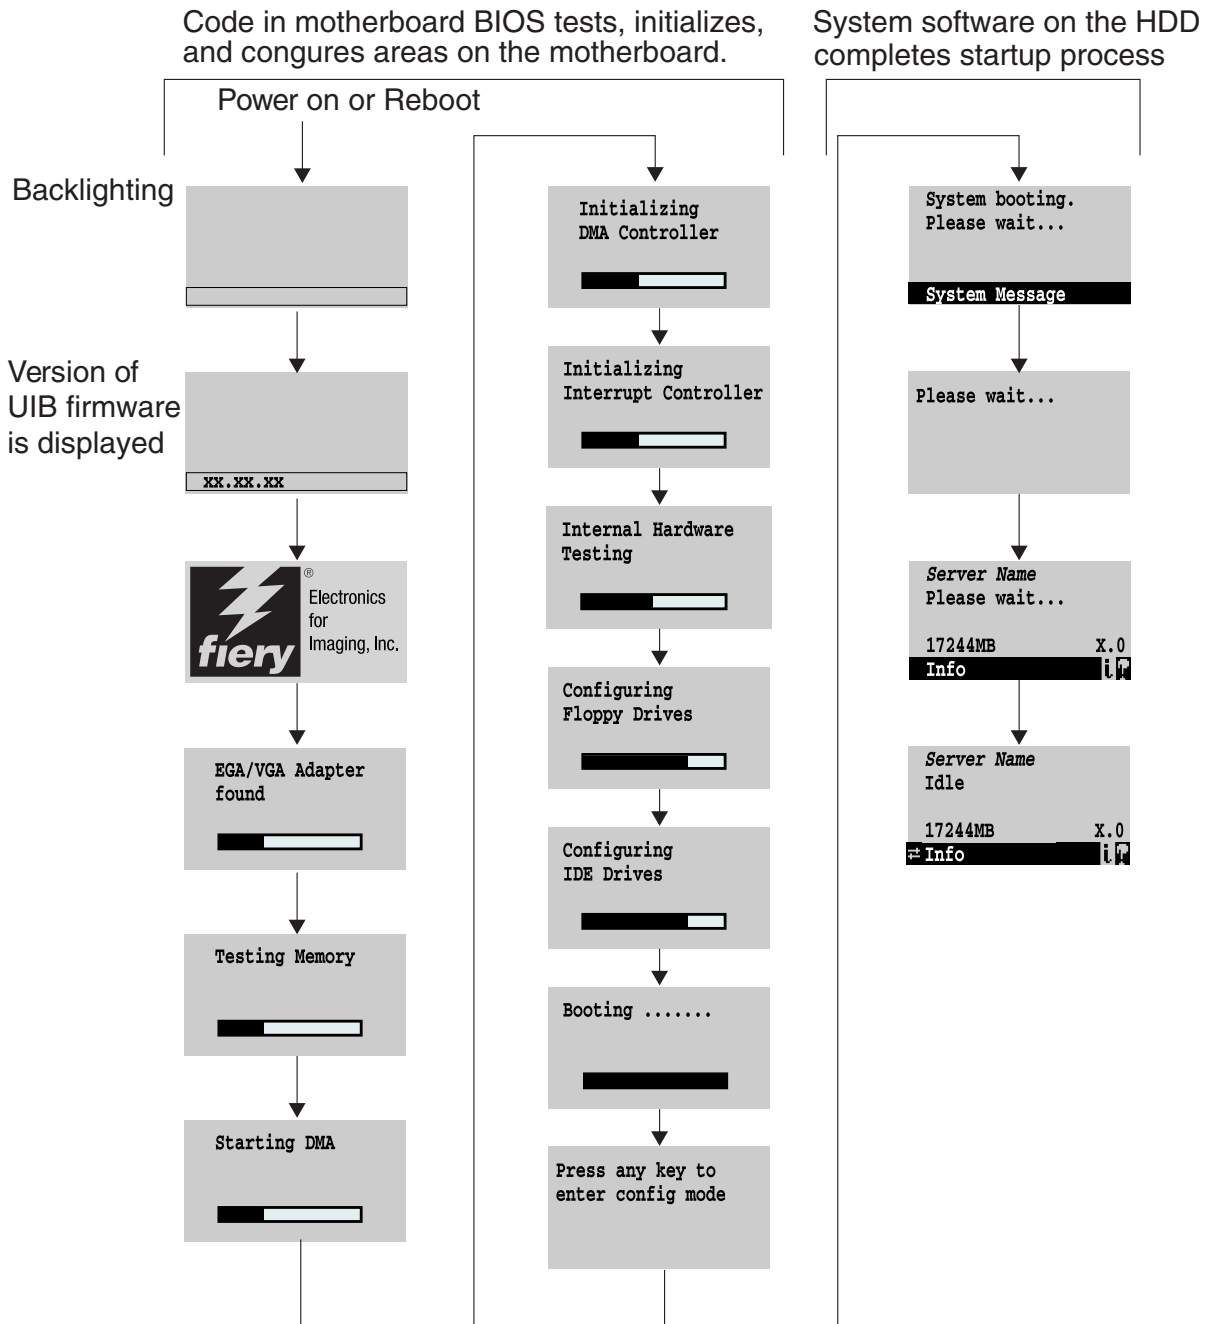 Code in motherboard BIOS tests, initializes,
and congures areas on the motherboard.
System software on the HDD
completes startup process
Power on or Reboot
Backlighting
Version of
UIB firmware
is displayed
xx.xx.xx
fiery
®
Electronics
for
Imaging, Inc.
EGA/VGA Adapter
found
Testing Memory
Starting DMA
Initializing
DMA Controller
Initializing
Interrupt Controller
Internal Hardware
Testing
Configuring
Floppy Drives
Configuring
IDE Drives
Booting .......
Press any key to
enter config mode
System booting.
Please wait...
System Message
Please wait...
Server Name
Please wait...
17244MB X.0
Info i
Server Name
Idle
17244MB X.0
Info i